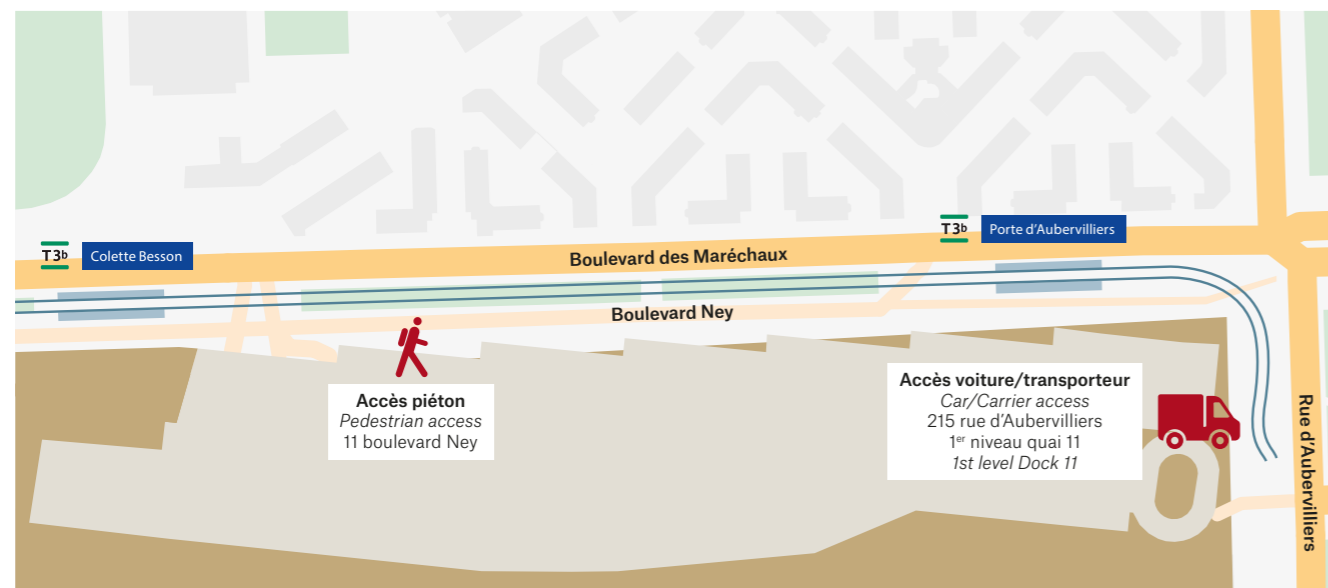 T3b
Colette Besson
T3b
Porte d'Aubervilliers
Boulevard des Maréchaux
Boulevard Ney
Accès piéton
Pedestrian access
11 boulevard Ney
Accès voiture/transporteur
Car/Carrier access
215 rue d'Aubervilliers
1er niveau quai 11
1st level Dock 11
Rue d'Aubervilliers